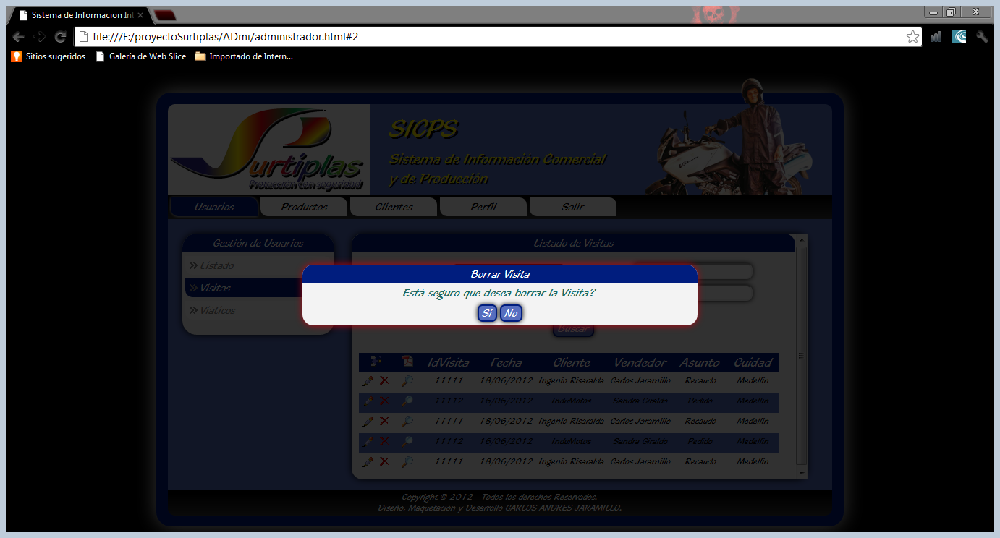 Sistema de Informacion Int
file:///F:/proyectoSurtiplas/ADmi/administrador.html#2
Sitios sugeridos Galería de Web Slice Importado de Intern...
Surtiplas
Protección con seguridad
SICPS
Sistema de Información Comercial
y de Producción
Usuarios Productos Clientes Perfil Salir
Gestión de Usuarios
» Listado
» Visitas
» Viáticos
Listado de Visitas
Borrar Visita
Está seguro que desea borrar la Visita?
Si No
Buscar
IdVisita Fecha Cliente Vendedor Asunto Cuidad
11111 18/06/2012 Ingenio Risaralda Carlos Jaramillo Recaudo Medellin
11112 16/06/2012 InduMotos Sandra Giraldo Pedido Medellin
11111 18/06/2012 Ingenio Risaralda Carlos Jaramillo Recaudo Medellin
11112 16/06/2012 InduMotos Sandra Giraldo Pedido Medellin
11111 18/06/2012 Ingenio Risaralda Carlos Jaramillo Recaudo Medellin
Copyright © 2012 - Todos los derechos Reservados.
Diseño, Maquetación y Desarrollo CARLOS ANDRES JARAMILLO.